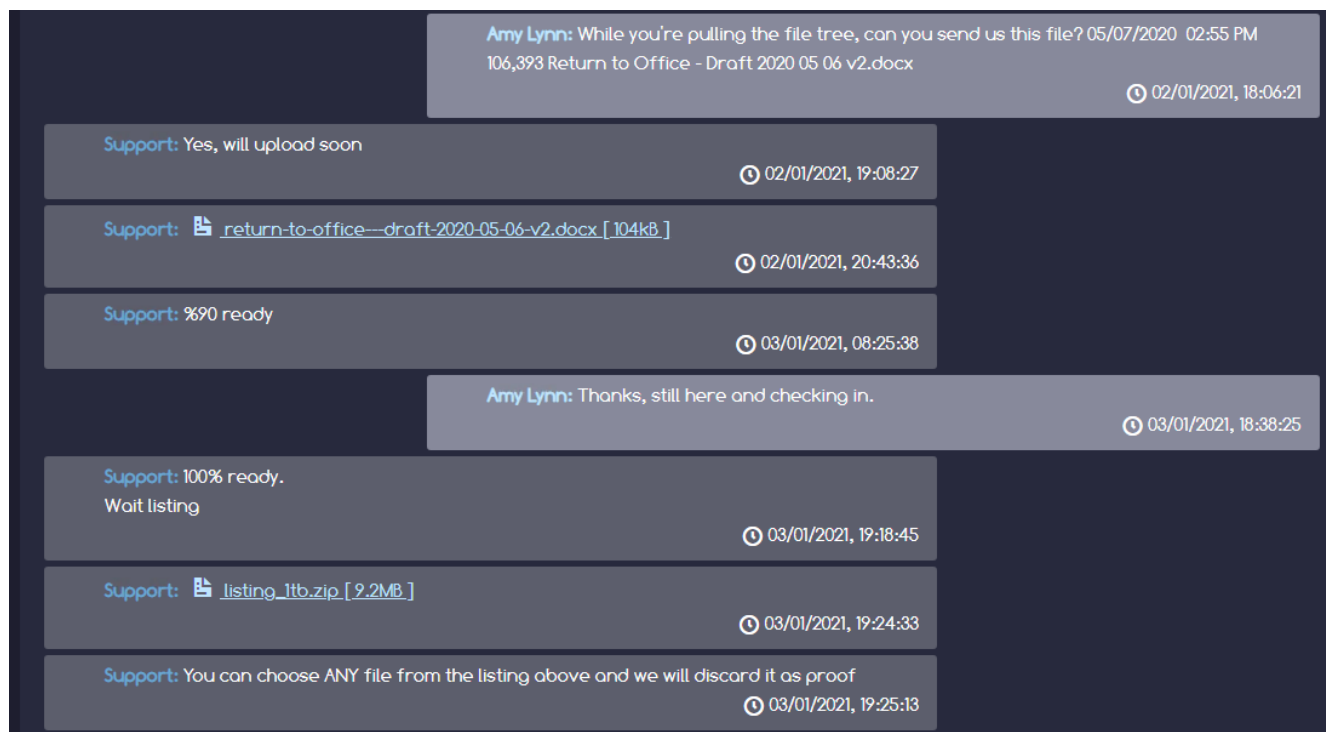 Amy Lynn: While you're pulling the file tree, can you send us this file? 05/07/2020 02:55 PM
106,393 Return to Office - Draft 2020 05 06 v2.docx
02/01/2021, 18:06:21
Support: Yes, will upload soon
02/01/2021, 19:08:27
Support: return-to-office---draft-2020-05-06-v2.docx [ 104kB ]
02/01/2021, 20:43:36
Support: %90 ready
03/01/2021, 08:25:38
Amy Lynn: Thanks, still here and checking in.
03/01/2021, 18:38:25
Support: 100% ready.
Wait listing
03/01/2021, 19:18:45
Support: listing_1tb.zip [ 9.2MB ]
03/01/2021, 19:24:33
Support: You can choose ANY file from the listing above and we will discard it as proof
03/01/2021, 19:25:13